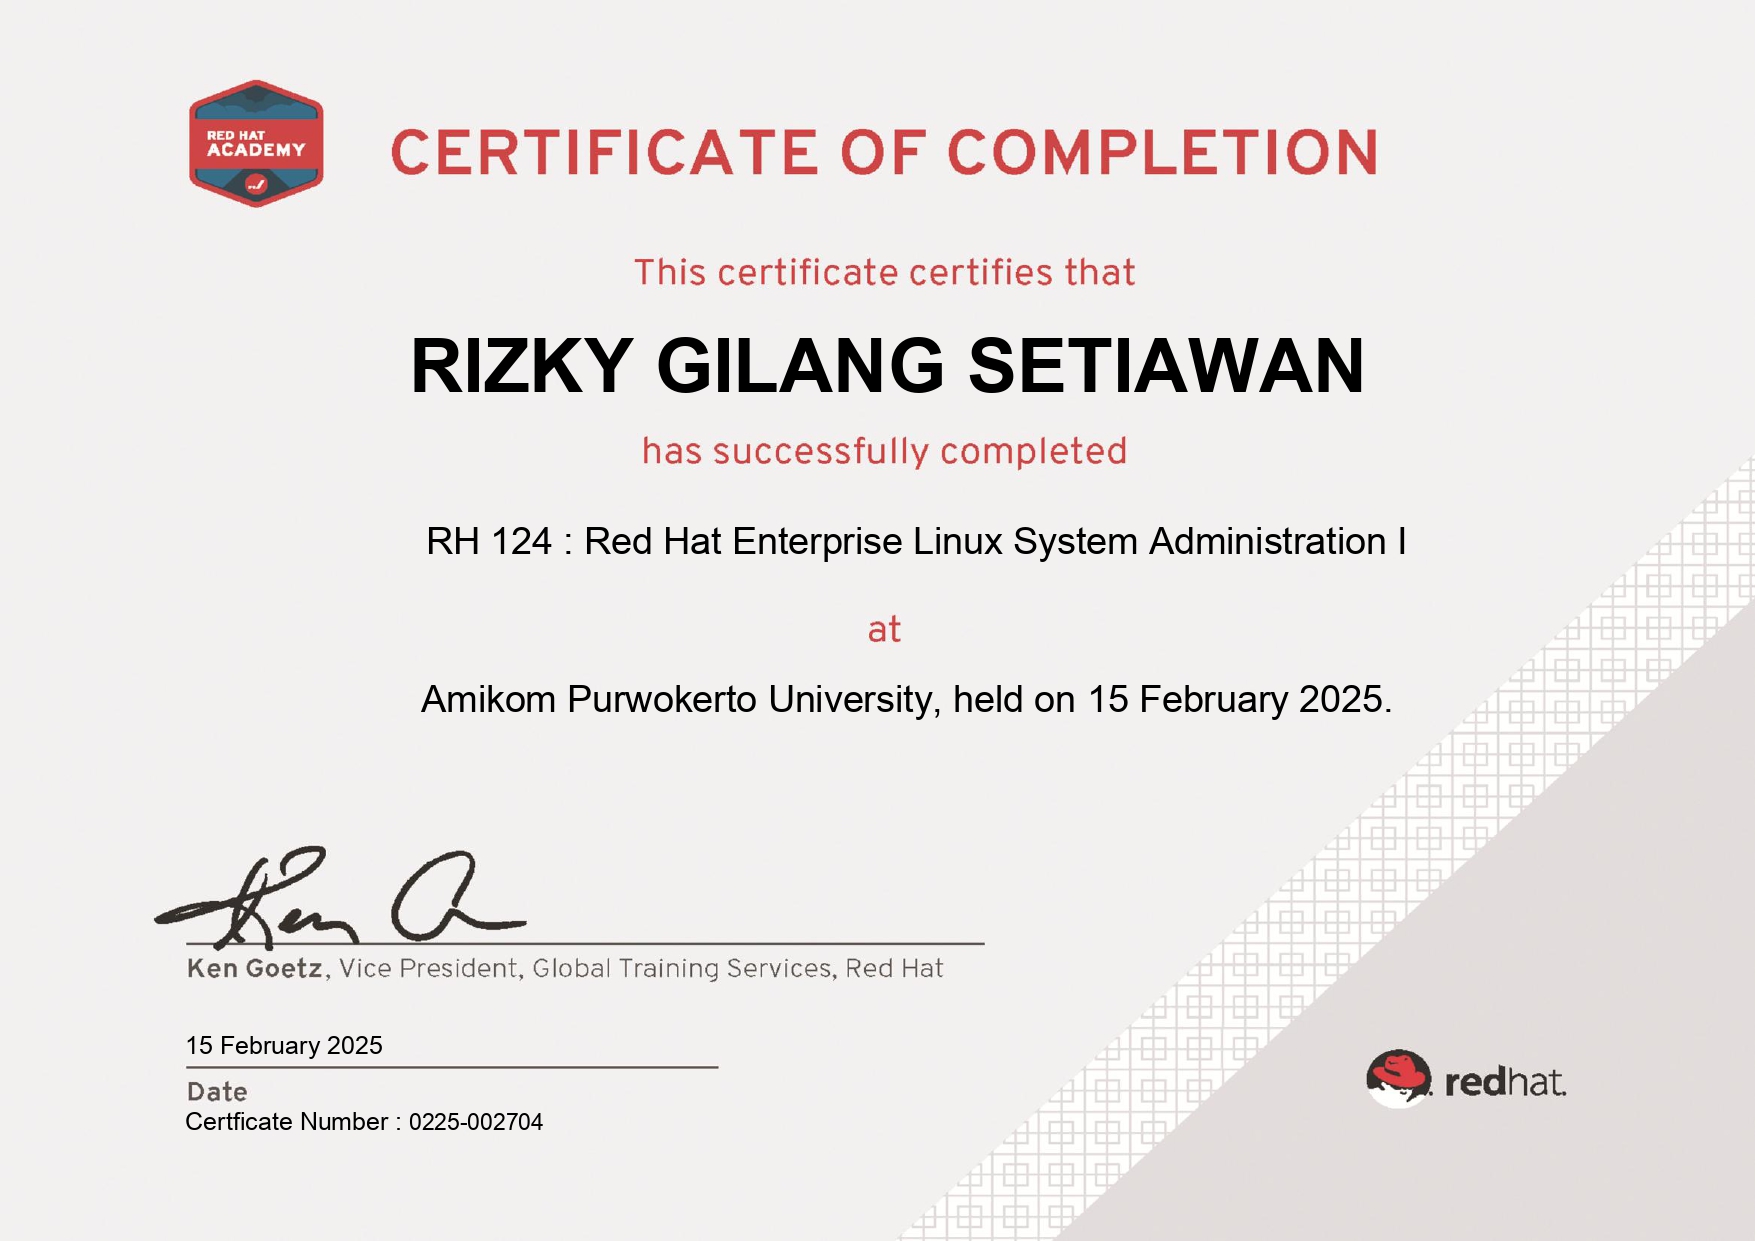 RED HAT
ACADEMY
CERTIFICATE OF COMPLETION
This certificate certifies that
RIZKY GILANG SETIAWAN
has successfully completed
RH 124 : Red Hat Enterprise Linux System Administration I
at
Amikom Purwokerto University, held on 15 February 2025.
Ken Goetz, Vice President, Global Training Services, Red Hat
15 February 2025
Date
Certficate Number : 0225-002704
redhat.